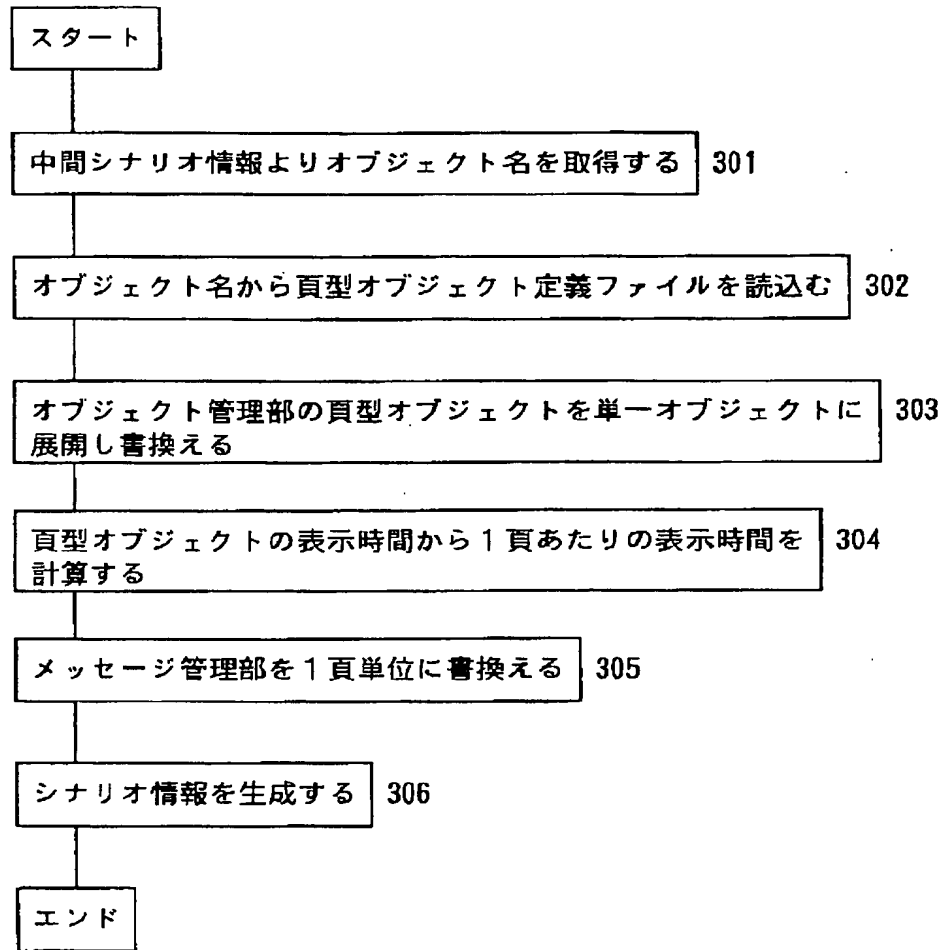 スタート
中間シナリオ情報よりオブジェクト名を取得する 301
オブジェクト名から頁型オブジェクト定義ファイルを読込む 302
オブジェクト管理部の頁型オブジェクトを単一オブジェクトに 303
展開し書換える
頁型オブジェクトの表示時間から1頁あたりの表示時間を 304
計算する
メッセージ管理部を1頁単位に書換える 305
シナリオ情報を生成する 306
エンド